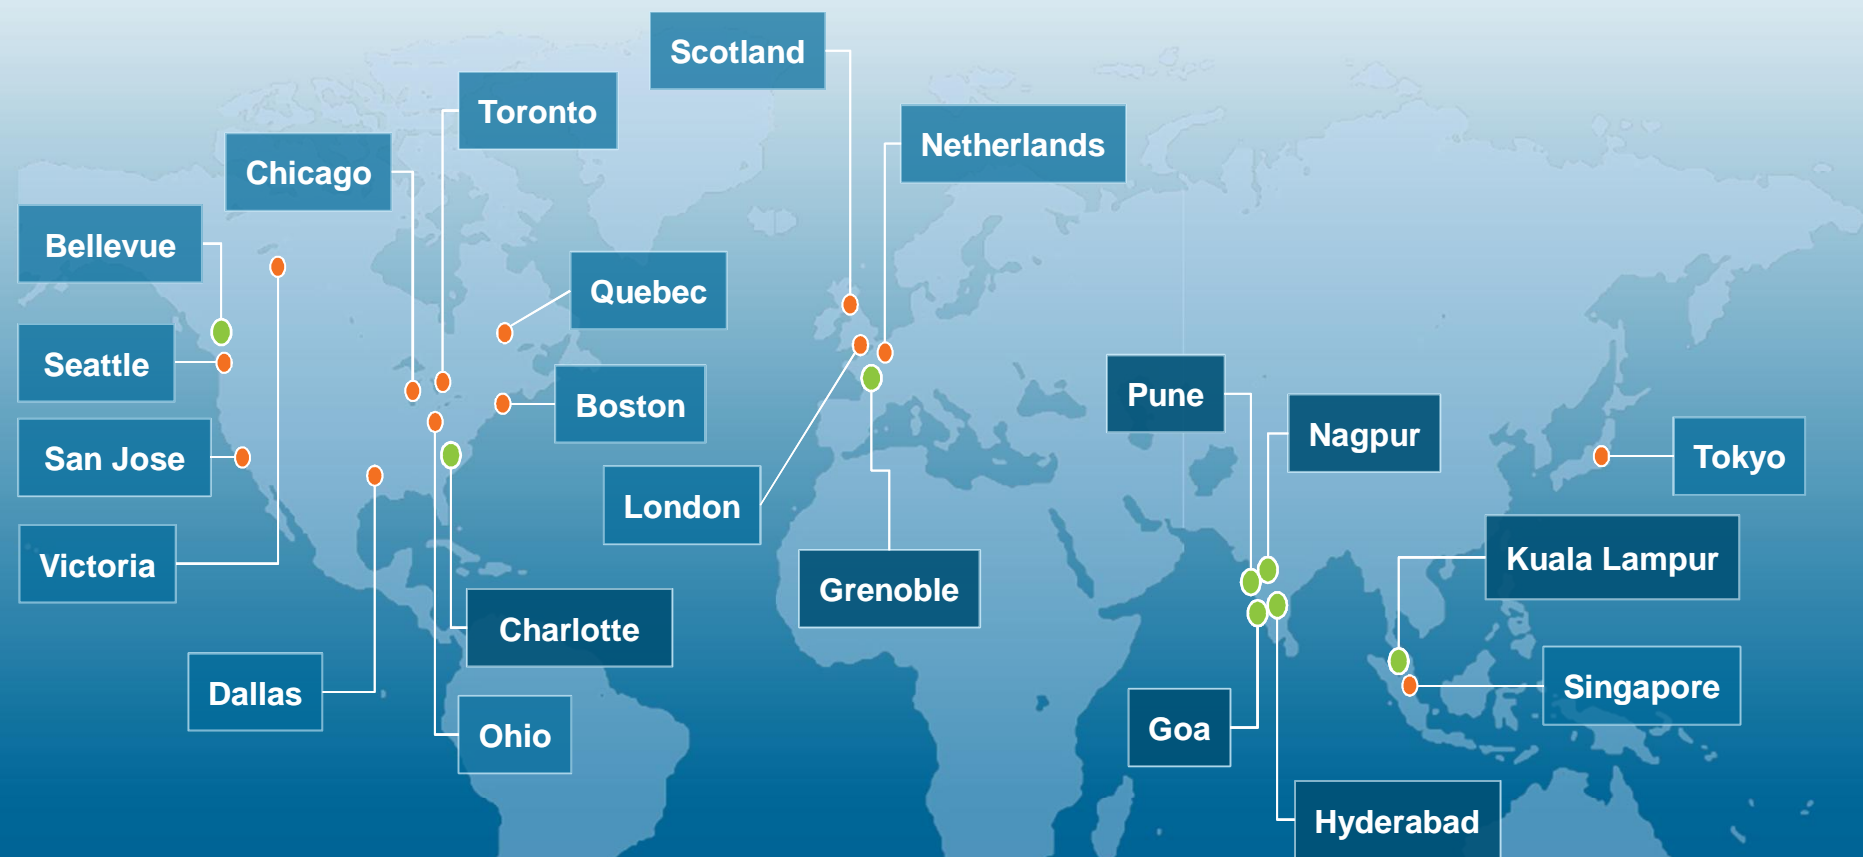 Scotland
Toronto
Netherlands
Chicago
Bellevue
Quebec
Seattle
Boston
Pune
Nagpur
San Jose
Tokyo
London
Victoria
Kuala Lampur
Grenoble
Charlotte
Dallas
Singapore
Ohio
Goa
Hyderabad